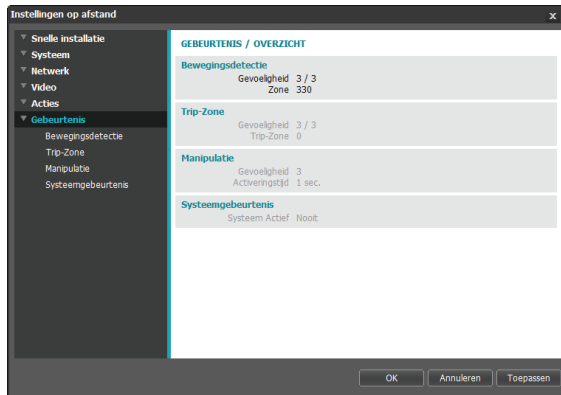 Instellingen op afstand
x
Snelle installatie
Systeem
Netwerk
Video
Acties
Gebeurtenis
Bewegingsdetectie
Trip-Zone
Manipulatie
Systeemgebeurtenis
GEBEURTENIS / OVERZICHT
Bewegingsdetectie
Gevoeligheid 3 / 3
Zone 330
Trip-Zone
Gevoeligheid 3 / 3
Trip-Zone 0
Manipulatie
Gevoeligheid 3
Activeringstijd 1 sec.
Systeemgebeurtenis
Systeem Actief Nooit
OK Annuleren Toepassen